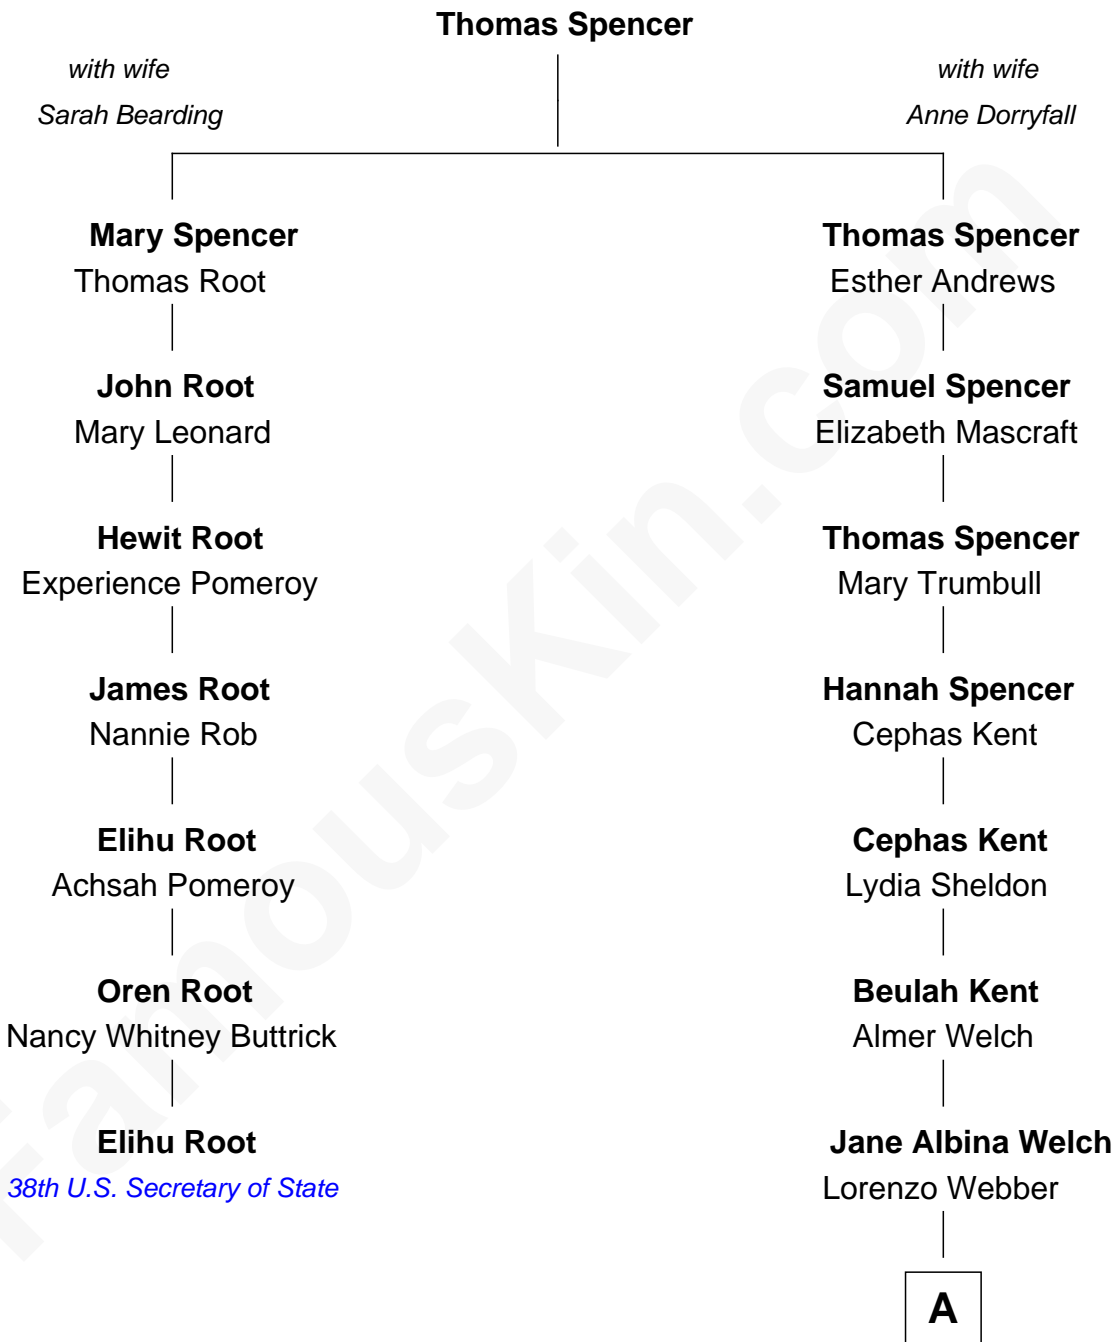 Thomas Spencer
with wife
Sarah Bearding
with wife
Anne Dorryfall
Mary Spencer
Thomas Root
Thomas Spencer
Esther Andrews
John Root
Mary Leonard
Samuel Spencer
Elizabeth Mascraft
Hewit Root
Experience Pomeroy
Thomas Spencer
Mary Trumbull
James Root
Nannie Rob
Hannah Spencer
Cephas Kent
Elihu Root
Achsah Pomeroy
Cephas Kent
Lydia Sheldon
Oren Root
Nancy Whitney Buttrick
Beulah Kent
Almer Welch
Elihu Root
38th U.S. Secretary of State
Jane Albina Welch
Lorenzo Webber
A
FamousKin.com